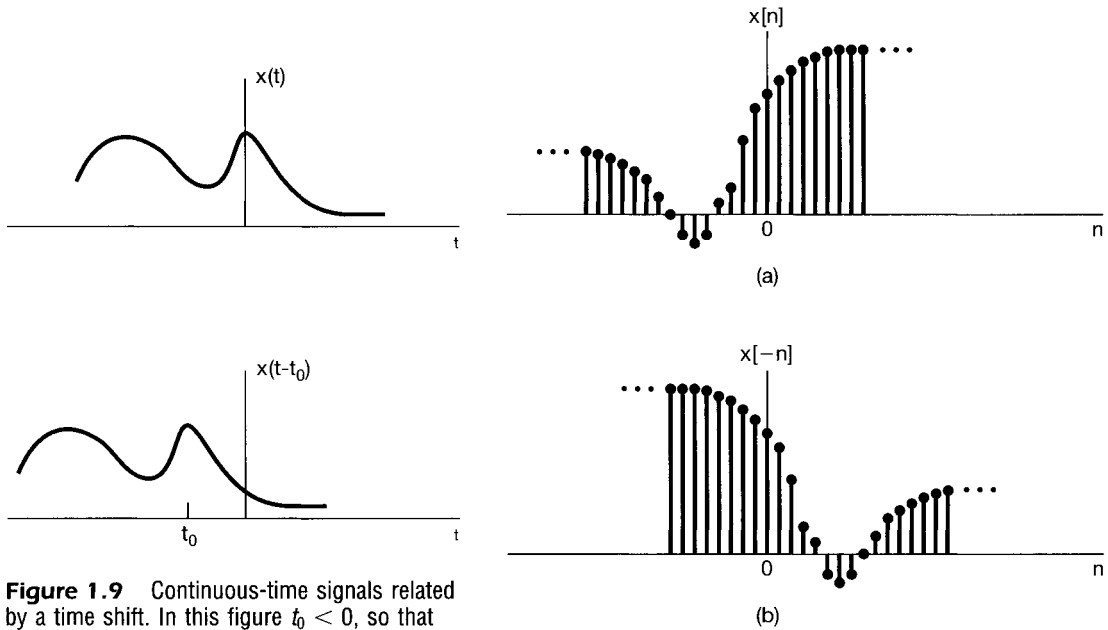 x(t)
t
x(t-t₀)
t₀
t
Figure 1.9 Continuous-time signals related
by a time shift. In this figure t₀ < 0, so that
x[n]
0
n
(a)
x[−n]
0
n
(b)